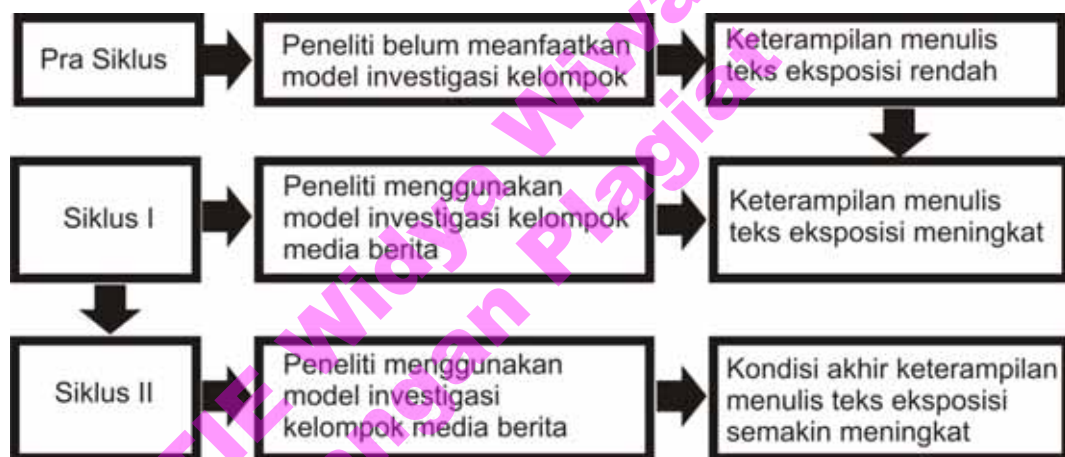 Pra Siklus
Peneliti belum meanfaatkan
model investigasi kelompok
Keterampilan menulis
teks eksposisi rendah
Siklus I
Peneliti menggunakan
model investigasi kelompok
media berita
Keterampilan menulis
teks eksposisi meningkat
Siklus II
Peneliti menggunakan
model investigasi
kelompok media berita
Kondisi akhir keterampilan
menulis teks eksposisi
semakin meningkat
Widya
Plagiat